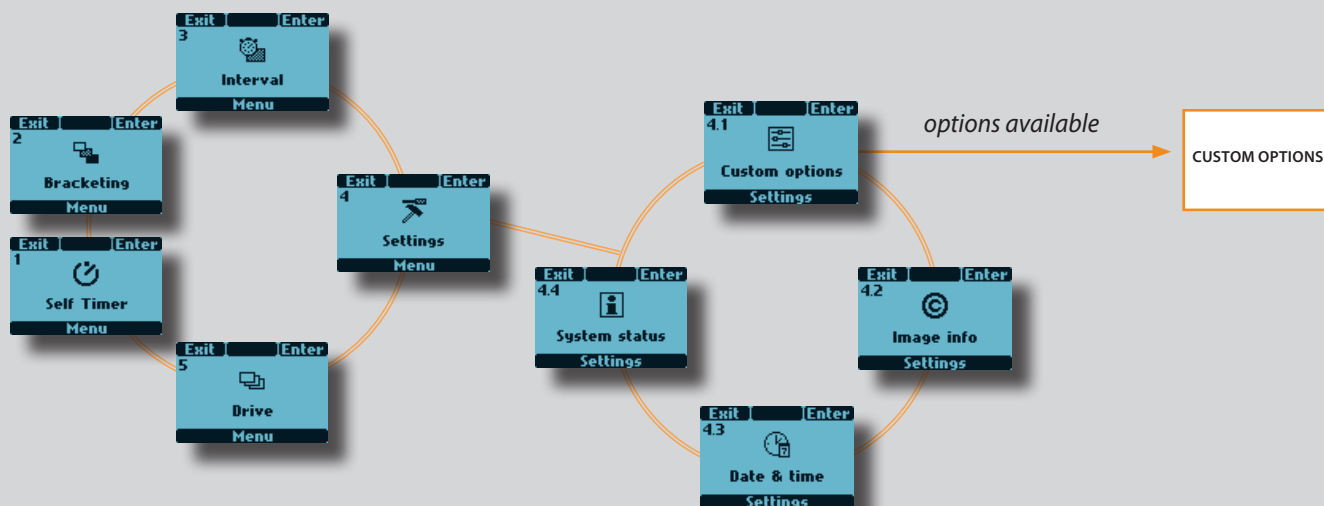 Exit Enter
3
Interval
Menu
Exit Enter
2
Bracketing
Menu
Exit Enter
1
Self Timer
Menu
Exit Enter
5
Drive
Menu
Exit Enter
4
Settings
Menu
Exit Enter
4.1
Custom options
Settings
options available
CUSTOM OPTIONS
Exit Enter
4.4
System status
Settings
Exit Enter
4.2
Image info
Settings
Exit Enter
4.3
Date & time
Settings